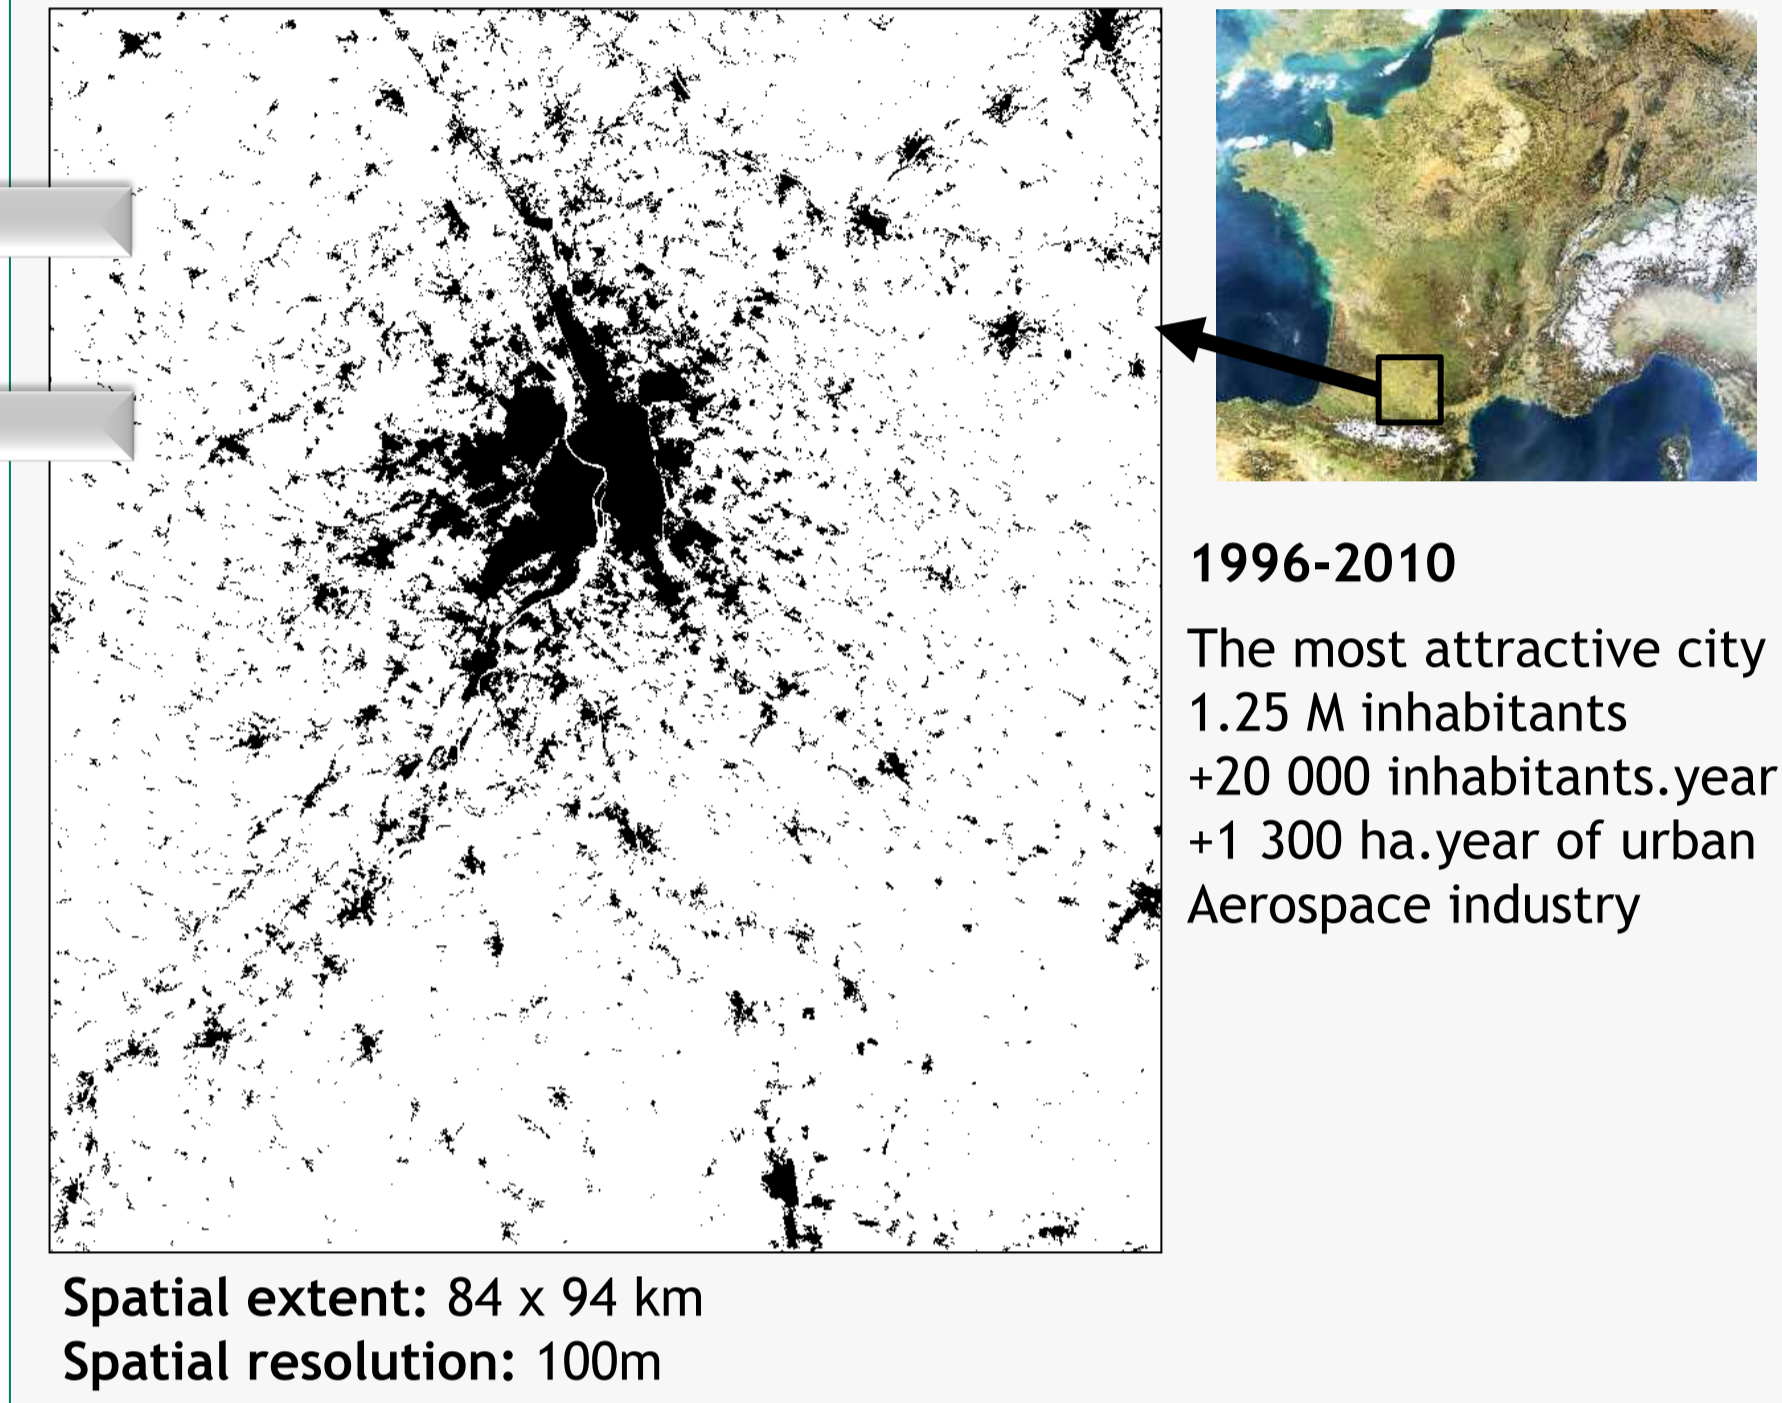 1996-2010
The most attractive city
1.25 M inhabitants
+20 000 inhabitants.year
+1 300 ha.year of urban
Aerospace industry
Spatial extent: 84 x 94 km
Spatial resolution: 100m